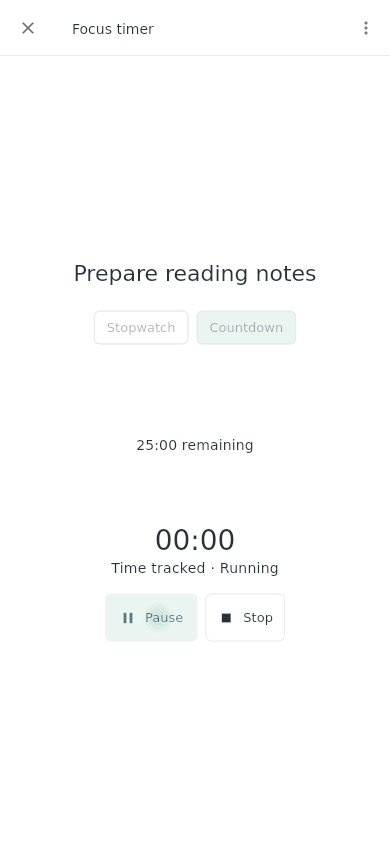 Focus timer
Prepare reading notes
Stopwatch Countdown
25:00 remaining
00:00
Time tracked · Running
Pause Stop